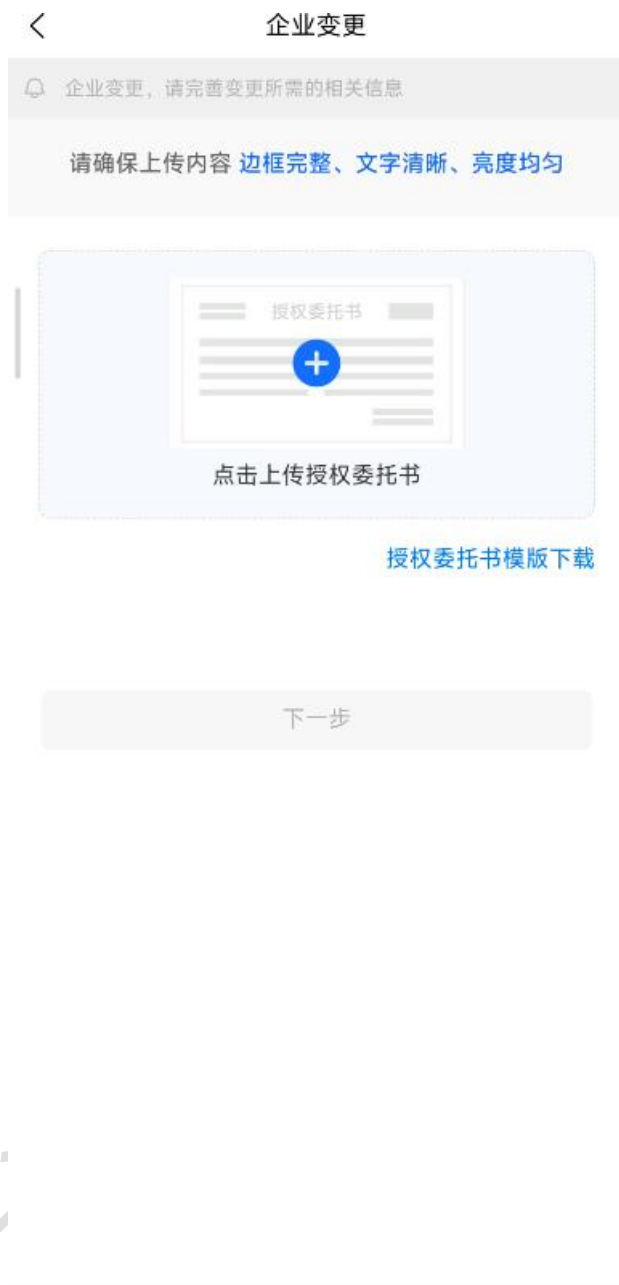 企业变更
企业变更，请完善变更所需的相关信息
请确保上传内容 边框完整、文字清晰、亮度均匀
授权委托书
点击上传授权委托书
授权委托书模版下载
下一步